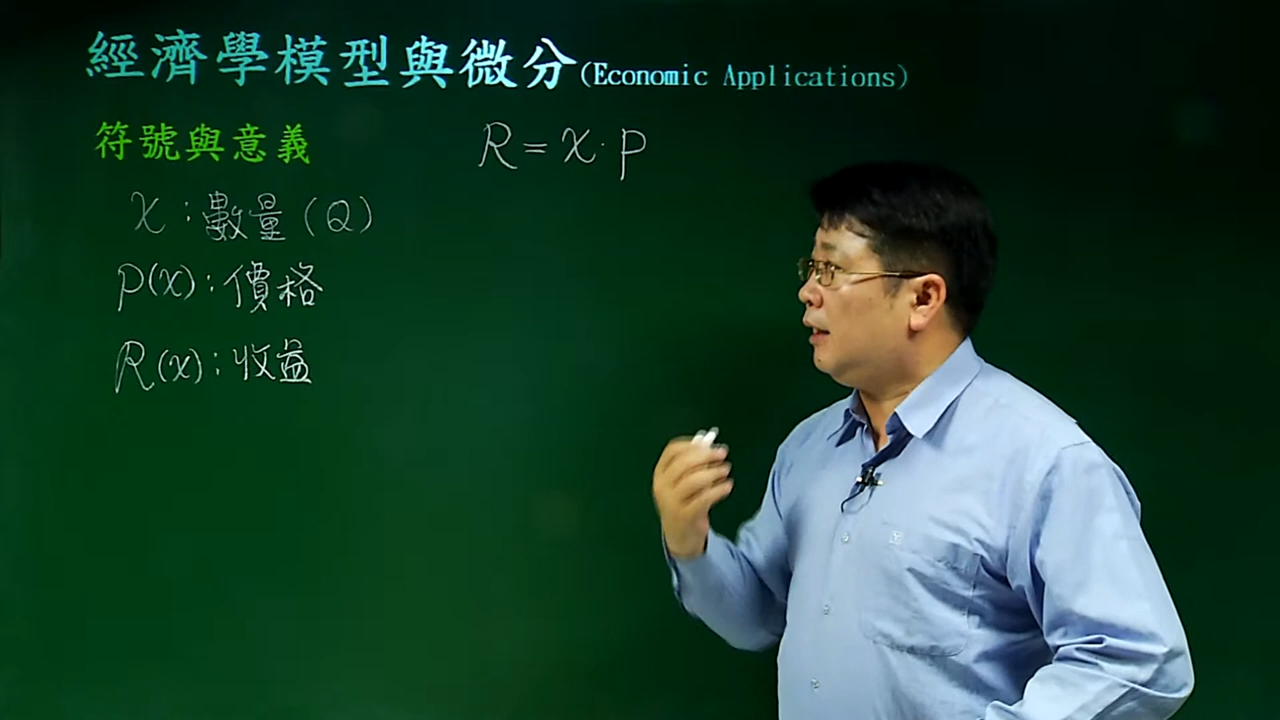 經濟學模型與微分(Economic Applications)
符號與意義
R = x · p
x : 數量 (Q)
p(x) : 價格
R(x) : 收益